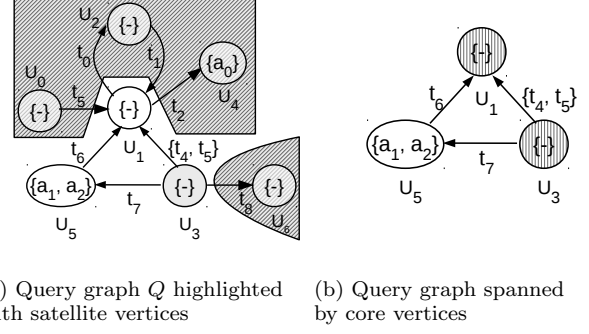 U2
{-}
t0
t1
{a0}
U0
t5
{-}
{-}
t2
U4
U1
t6
{t4, t5}
{a1, a2}
t7
{-}
t8
{-}
U5
U3
U6
{-}
t6
U1
{t4, t5}
{a1, a2}
t7
{-}
U5
U3
) Query graph Q highlighted
ith satellite vertices
(b) Query graph spanned
by core vertices